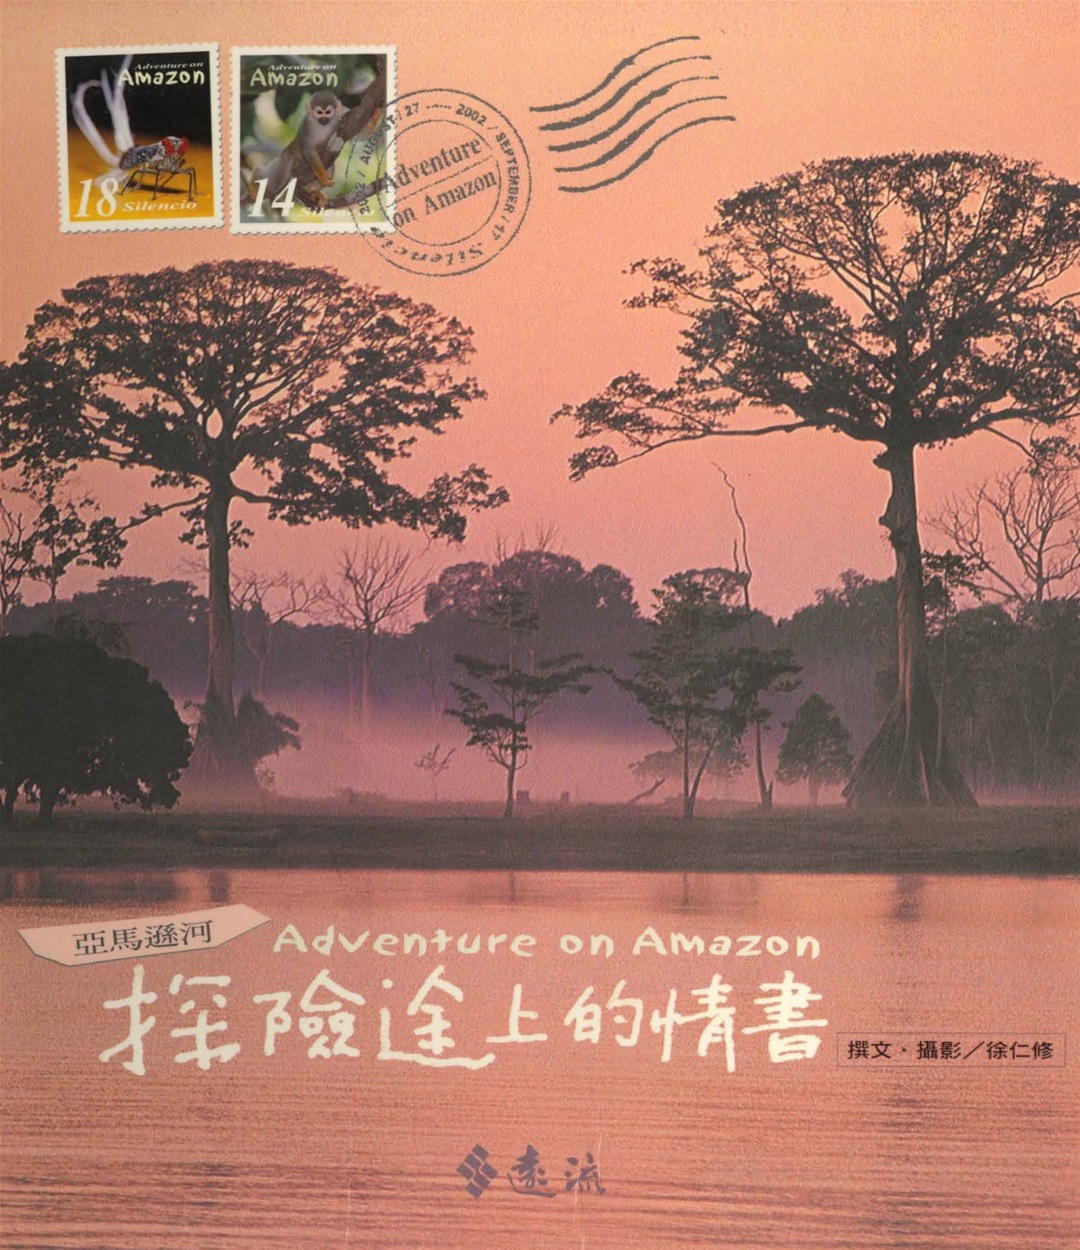 Adventure on
Amazon
18 Silencio
Adventure on
Amazon
14 Silencio
2002 / AUGUST / 27 ····· 2002 / SEPTEMBER / 17
Adventure
on Amazon
Silencio
亞馬遜河
Adventure on Amazon
探險途上的情書
撰文·攝影／徐仁修
遠流